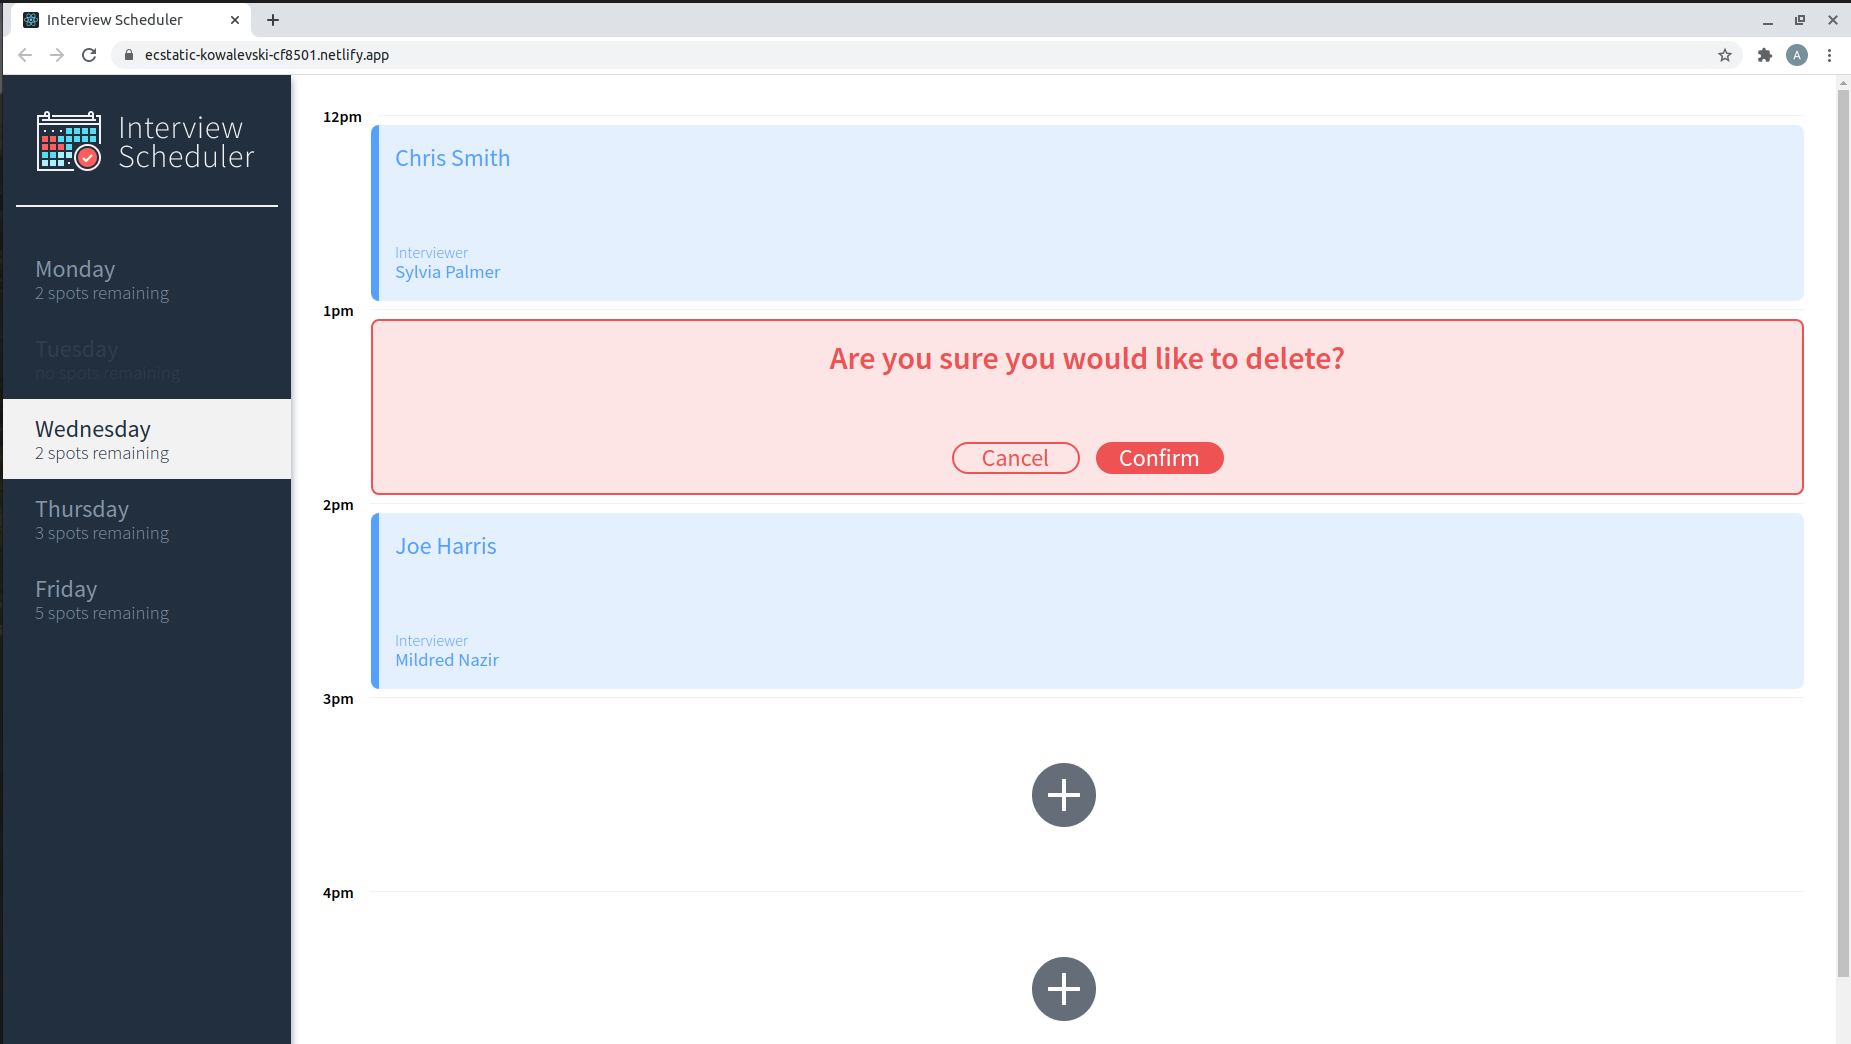 Interview Scheduler
ecstatic-kowalevski-cf8501.netlify.app
A
Interview
Scheduler
Monday
2 spots remaining
Tuesday
no spots remaining
Wednesday
2 spots remaining
Thursday
3 spots remaining
Friday
5 spots remaining
12pm
Chris Smith
Interviewer
Sylvia Palmer
1pm
Are you sure you would like to delete?
Cancel Confirm
2pm
Joe Harris
Interviewer
Mildred Nazir
3pm
4pm